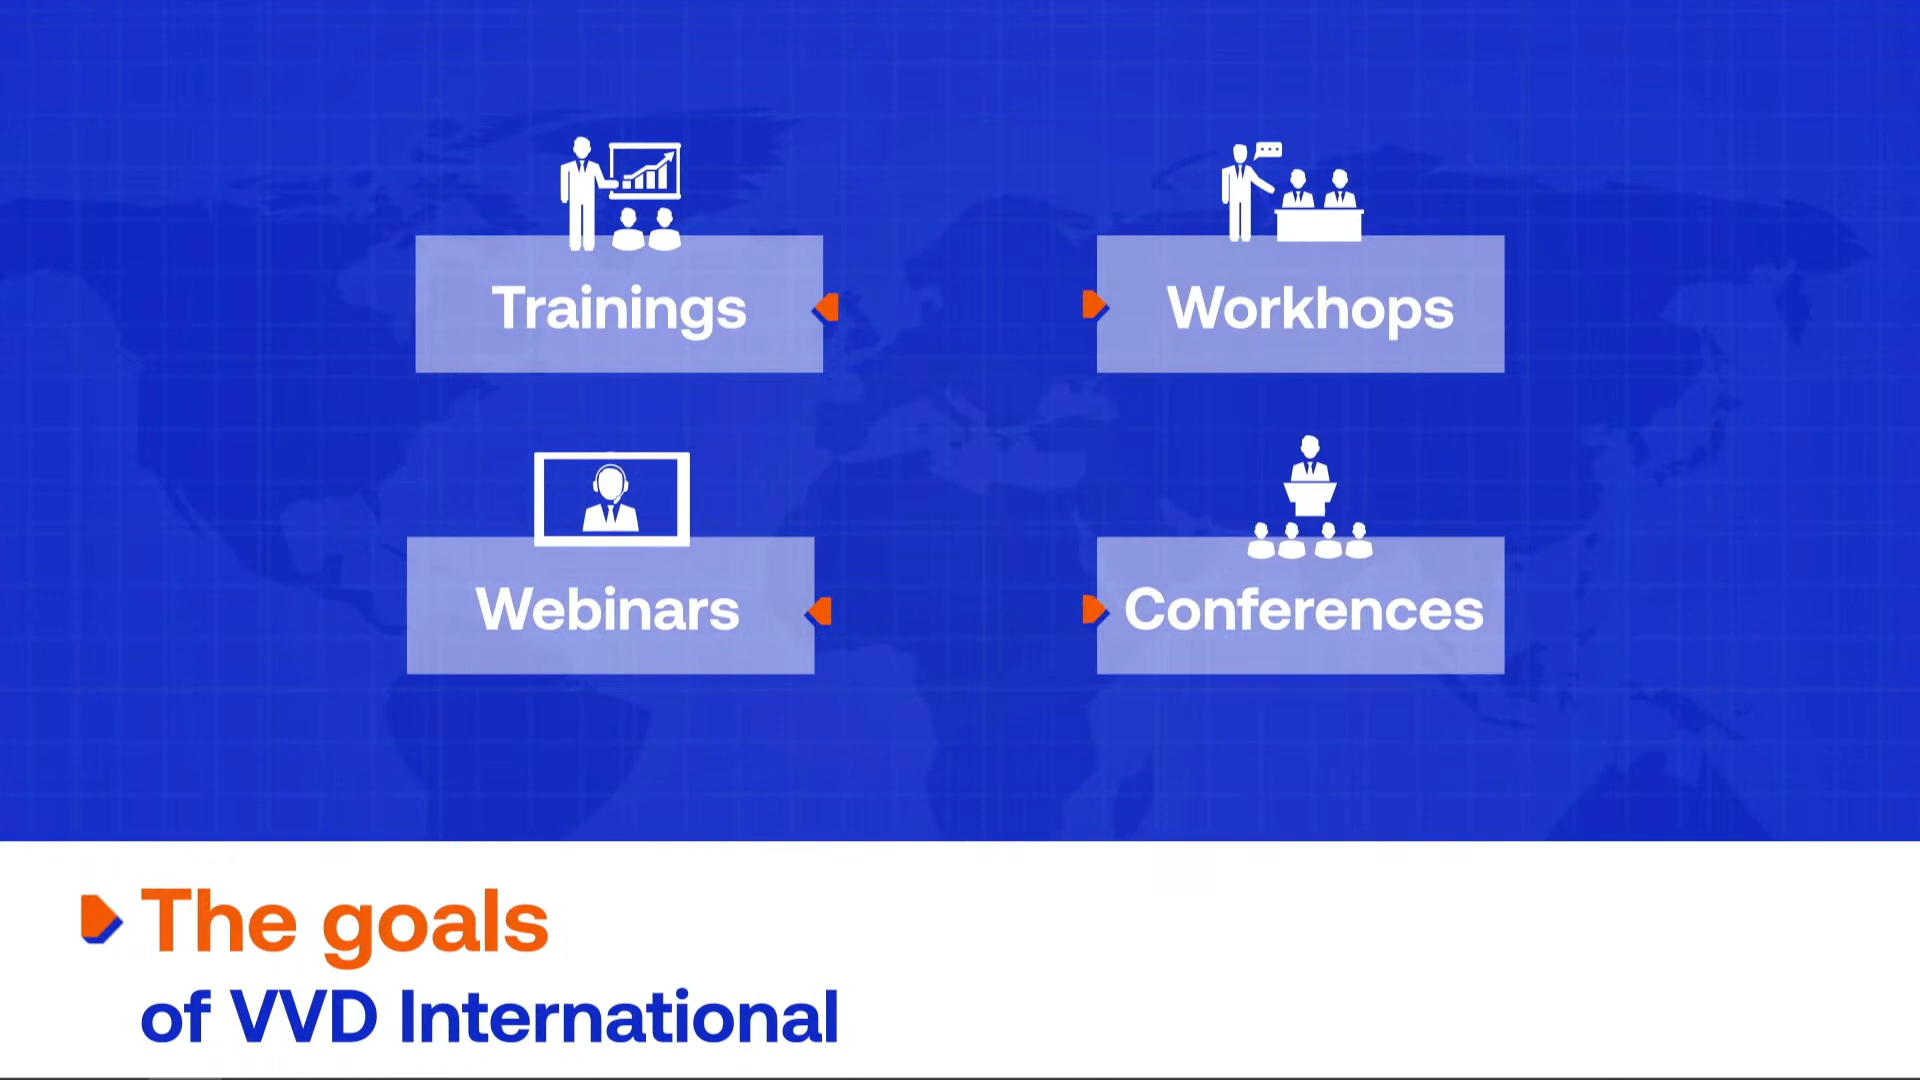 Trainings
Workhops
Webinars
Conferences
The goals
of VVD International